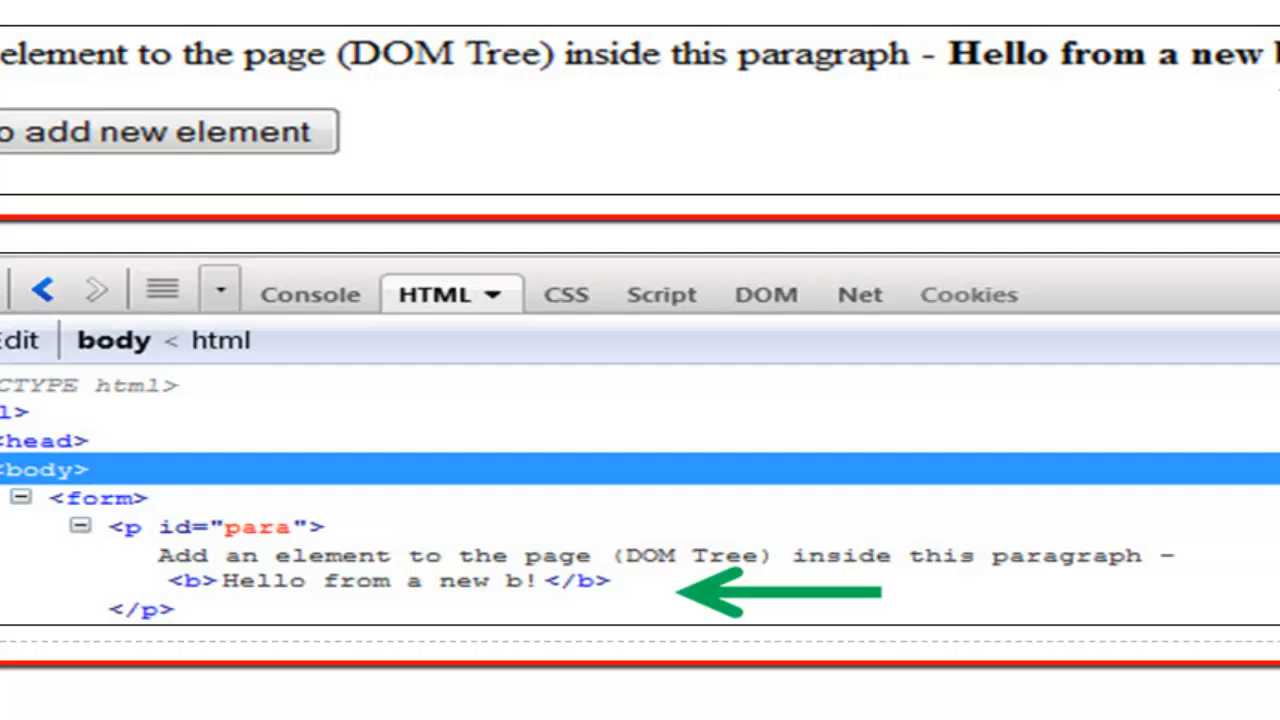 element to the page (DOM Tree) inside this paragraph - Hello from a new
o add new element
Console HTML CSS Script DOM Net Cookies
Edit body < html
CTYPE html>
l>
<head>
<body>
<form>
<p id="para">
Add an element to the page (DOM Tree) inside this paragraph -
<b>Hello from a new b!</b>
</p>